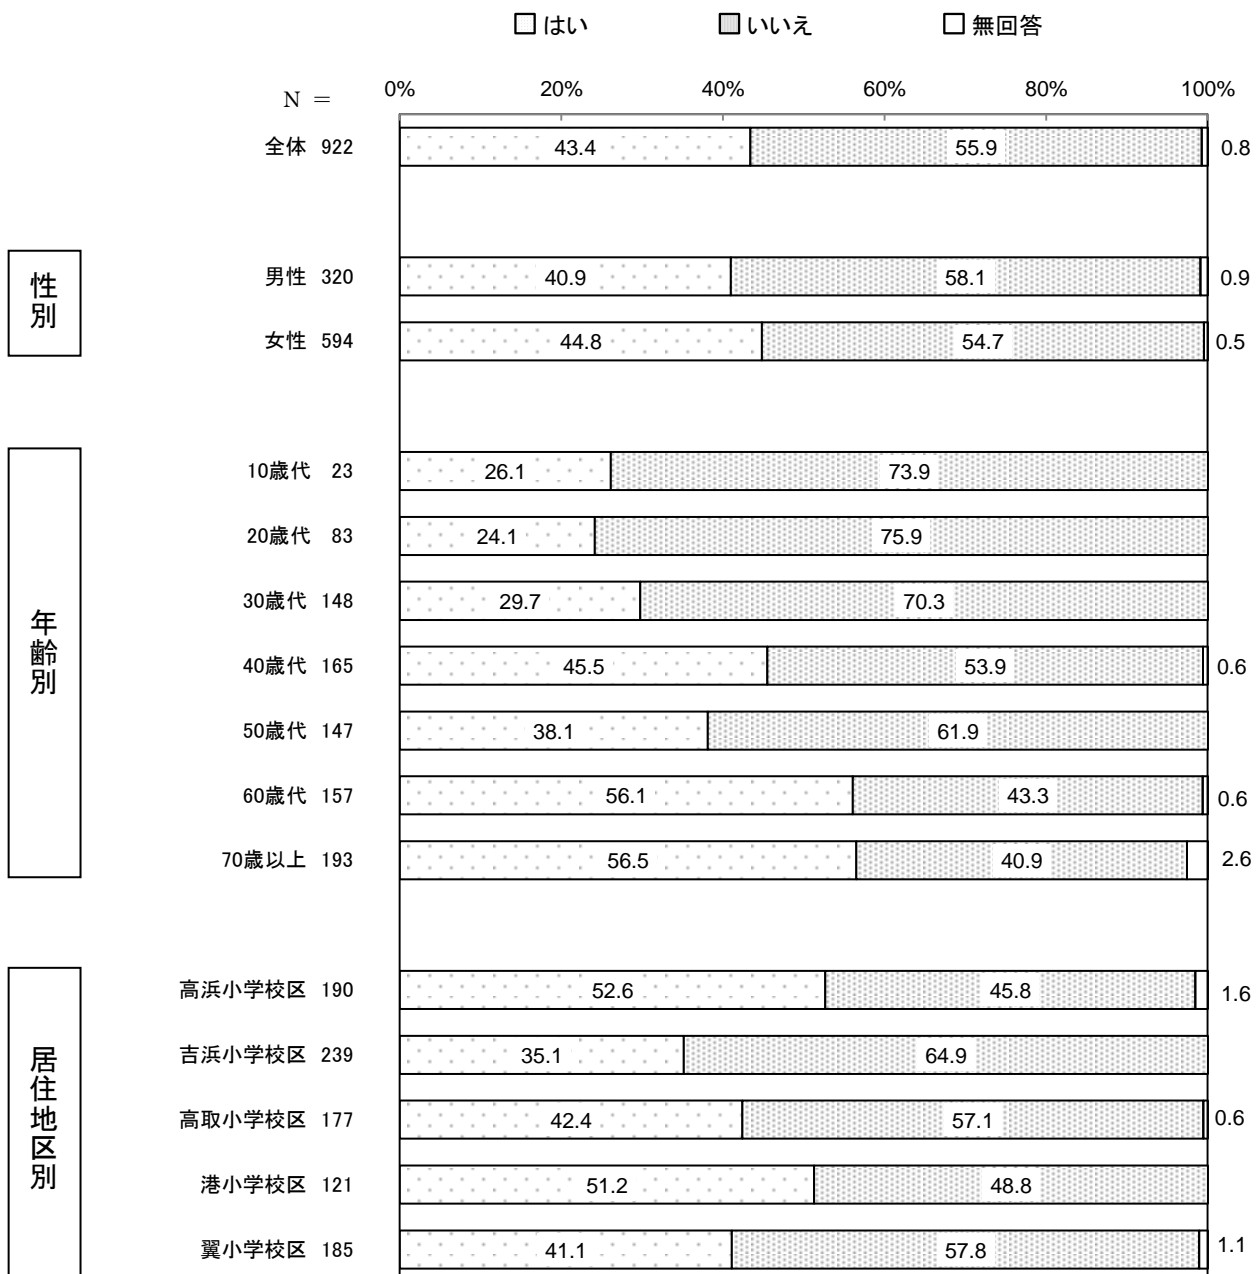 はい いいえ 無回答
N = 0% 20% 40% 60% 80% 100%
全体 922 43.4 55.9 0.8
性別
男性 320 40.9 58.1 0.9
女性 594 44.8 54.7 0.5
年齢別
10歳代 23 26.1 73.9
20歳代 83 24.1 75.9
30歳代 148 29.7 70.3
40歳代 165 45.5 53.9 0.6
50歳代 147 38.1 61.9
60歳代 157 56.1 43.3 0.6
70歳以上 193 56.5 40.9 2.6
居住地区別
高浜小学校区 190 52.6 45.8 1.6
吉浜小学校区 239 35.1 64.9
高取小学校区 177 42.4 57.1 0.6
港小学校区 121 51.2 48.8
翼小学校区 185 41.1 57.8 1.1